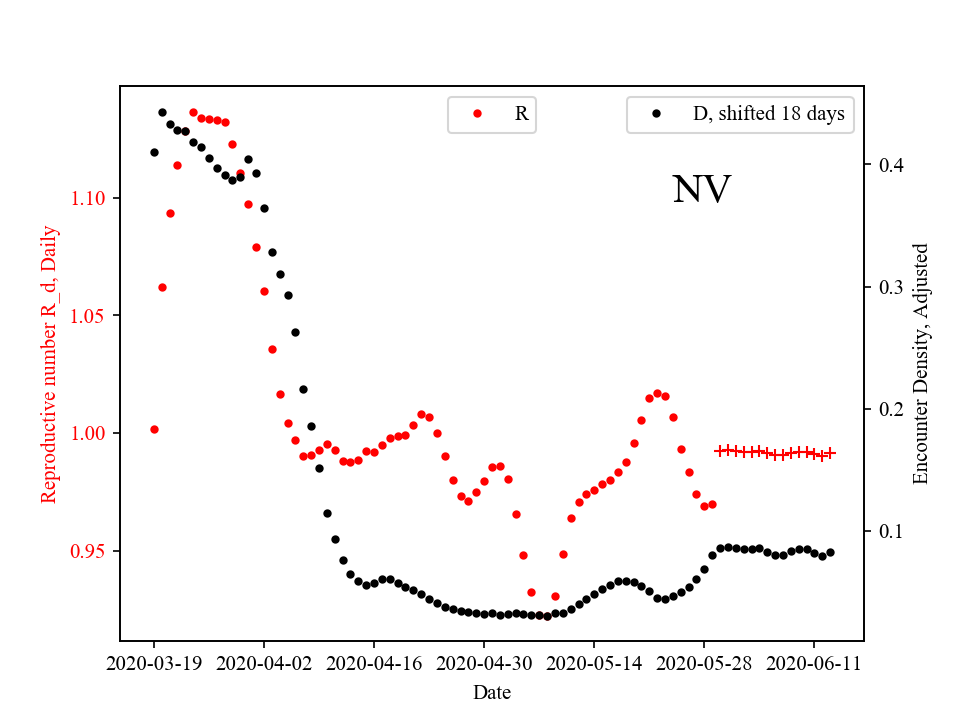 R
D, shifted 18 days
NV
1.10
1.05
1.00
0.95
Reproductive number R_d, Daily
0.4
0.3
0.2
0.1
Encounter Density, Adjusted
2020-03-19 2020-04-02 2020-04-16 2020-04-30 2020-05-14 2020-05-28 2020-06-11
Date